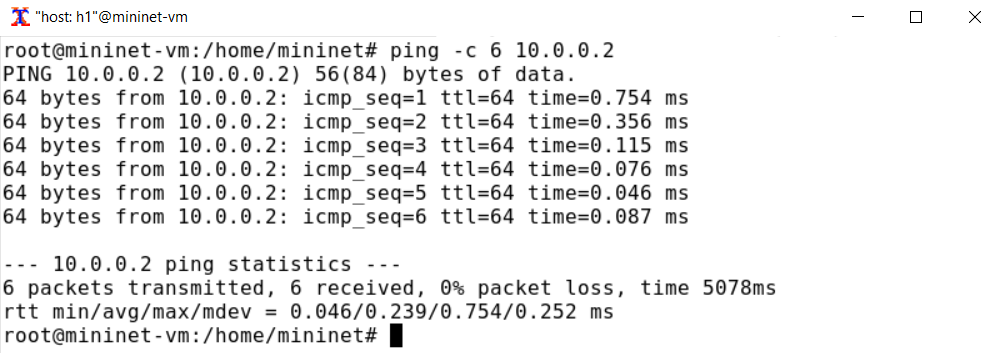 "host: h1"@mininet-vm
root@mininet-vm:/home/mininet# ping -c 6 10.0.0.2
PING 10.0.0.2 (10.0.0.2) 56(84) bytes of data.
64 bytes from 10.0.0.2: icmp_seq=1 ttl=64 time=0.754 ms
64 bytes from 10.0.0.2: icmp_seq=2 ttl=64 time=0.356 ms
64 bytes from 10.0.0.2: icmp_seq=3 ttl=64 time=0.115 ms
64 bytes from 10.0.0.2: icmp_seq=4 ttl=64 time=0.076 ms
64 bytes from 10.0.0.2: icmp_seq=5 ttl=64 time=0.046 ms
64 bytes from 10.0.0.2: icmp_seq=6 ttl=64 time=0.087 ms

--- 10.0.0.2 ping statistics ---
6 packets transmitted, 6 received, 0% packet loss, time 5078ms
rtt min/avg/max/mdev = 0.046/0.239/0.754/0.252 ms
root@mininet-vm:/home/mininet#